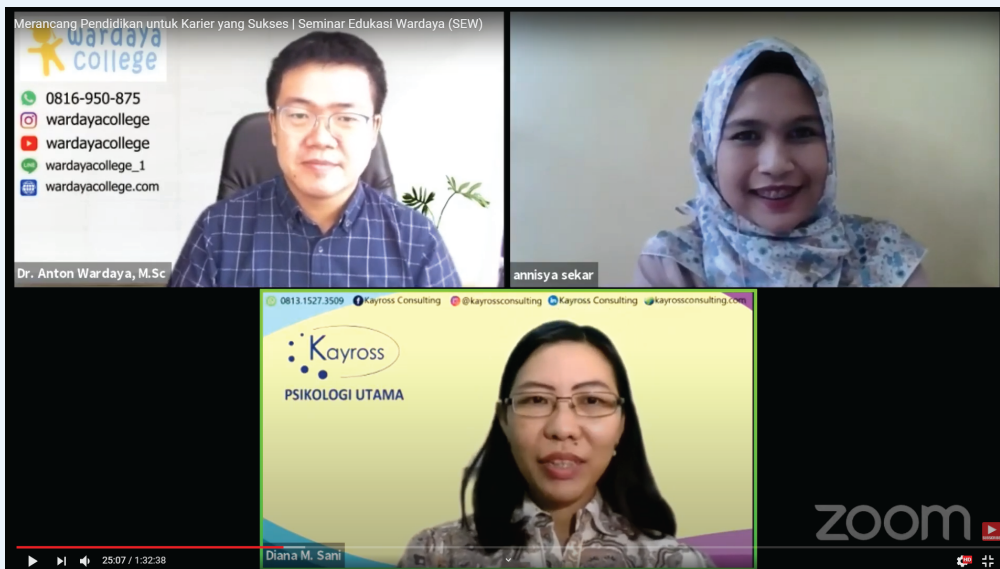 Merancang Pendidikan untuk Karier yang Sukses | Seminar Edukasi Wardaya (SEW)
wardaya
college
0816-950-875
wardayacollege
wardayacollege
wardayacollege_1
wardayacollege.com
Dr. Anton Wardaya, M.Sc
annisya sekar
0813.1527.3509 Kayross Consulting @kayrossconsulting Kayross Consulting kayrossconsulting.com
Kayross
PSIKOLOGI UTAMA
Diana M. Sani
zoom
25:07 / 1:32:38
HD